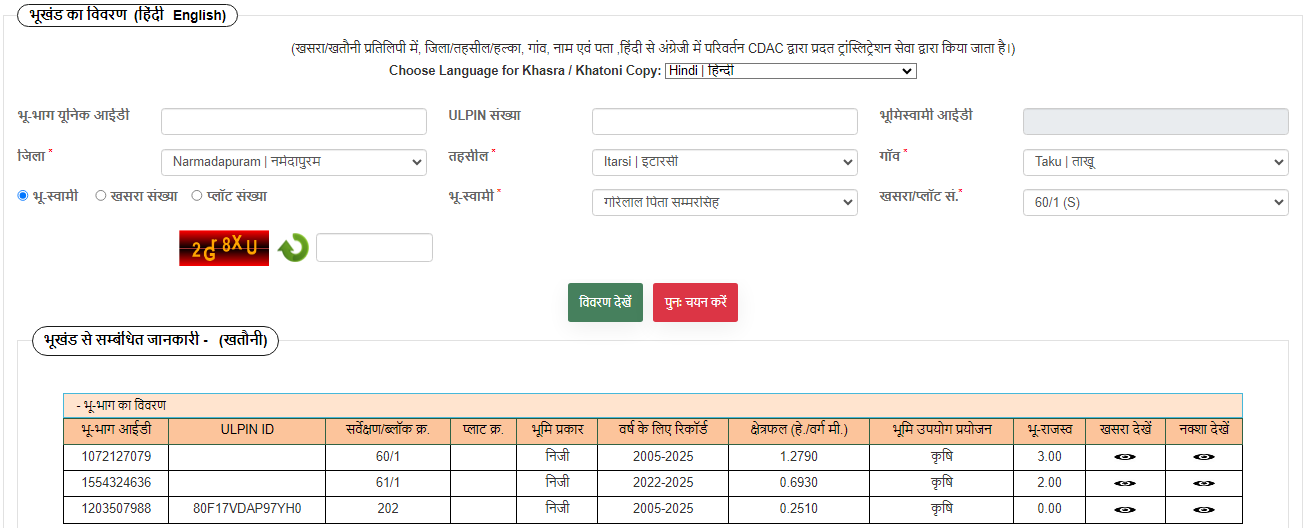 भूखंड का विवरण (हिंदी English)
(खसरा/खतौनी प्रतिलिपी में, जिला/तहसील/हल्का, गांव, नाम एवं पता ,हिंदी से अंग्रेजी में परिवर्तन CDAC द्वारा प्रदत ट्रांस्लिट्रेशन सेवा द्वारा किया जाता है।)
Choose Language for Khasra / Khatoni Copy: Hindi | हिन्दी
भू-भाग यूनिक आईडी ULPIN संख्या भूमिस्वामी आईडी
जिला * Narmadapuram | नर्मदापुरम तहसील * Itarsi | इटारसी गॉव * Taku | ताखू
भू-स्वामी खसरा संख्या प्लॉट संख्या भू-स्वामी * गोरेलाल पिता सम्मरसिंह खसरा/प्लॉट सं.* 60/1 (S)
2Gr8XU
विवरण देखें पुनः चयन करें
भूखंड से सम्बंधित जानकारी - (खतौनी)
- भू-भाग का विवरण
भू-भाग आईडी ULPIN ID सर्वेक्षण/ब्लॉक क्र. प्लाट क्र. भूमि प्रकार वर्ष के लिए रिकॉर्ड क्षेत्रफल (हे./वर्ग मी.) भूमि उपयोग प्रयोजन भू-राजस्व खसरा देखें नक्शा देखें
1072127079 60/1 निजी 2005-2025 1.2790 कृषि 3.00
1554324636 61/1 निजी 2022-2025 0.6930 कृषि 2.00
1203507988 80F17VDAP97YH0 202 निजी 2005-2025 0.2510 कृषि 0.00